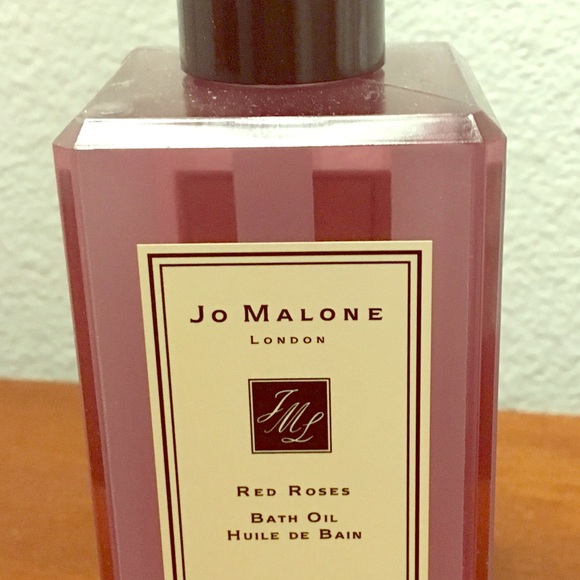 Jo Malone
London
JML
Red Roses
Bath Oil
Huile de Bain